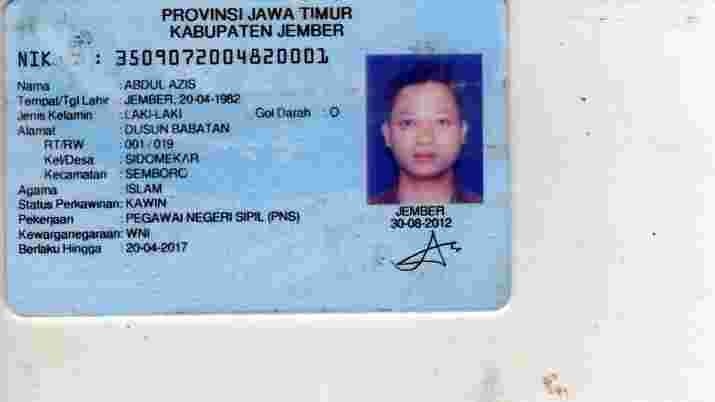 PROVINSI JAWA TIMUR
KABUPATEN JEMBER
NIK : 3509072004820001
Nama : ABDUL AZIS
Tempat/Tgl Lahir : JEMBER, 20-04-1982
Jenis Kelamin : LAKI-LAKI Gol Darah : O
Alamat : DUSUN BABATAN
RT/RW : 001 / 019
Kel/Desa : SIDOMEKAR
Kecamatan : SEMBORO
Agama : ISLAM
Status Perkawinan: KAWIN
Pekerjaan : PEGAWAI NEGERI SIPIL (PNS)
Kewarganegaraan: WNI
Berlaku Hingga : 20-04-2017
JEMBER
30-08-2012